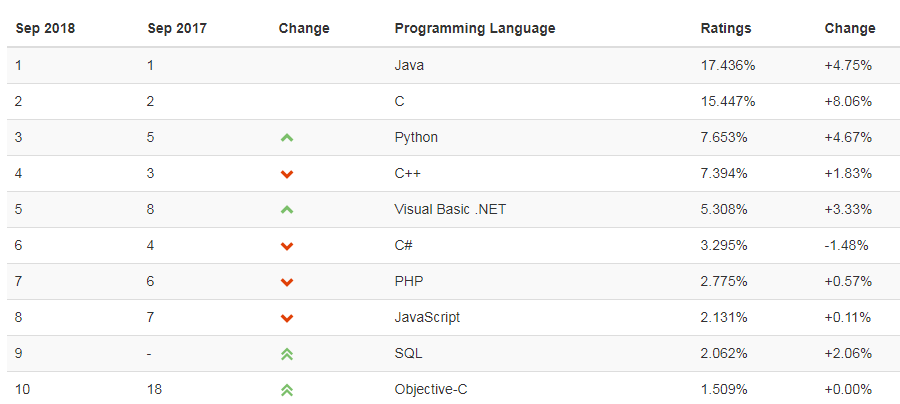 Sep 2018 Sep 2017 Change Programming Language Ratings Change
1 1 Java 17.436% +4.75%
2 2 C 15.447% +8.06%
3 5 Python 7.653% +4.67%
4 3 C++ 7.394% +1.83%
5 8 Visual Basic .NET 5.308% +3.33%
6 4 C# 3.295% -1.48%
7 6 PHP 2.775% +0.57%
8 7 JavaScript 2.131% +0.11%
9 - SQL 2.062% +2.06%
10 18 Objective-C 1.509% +0.00%